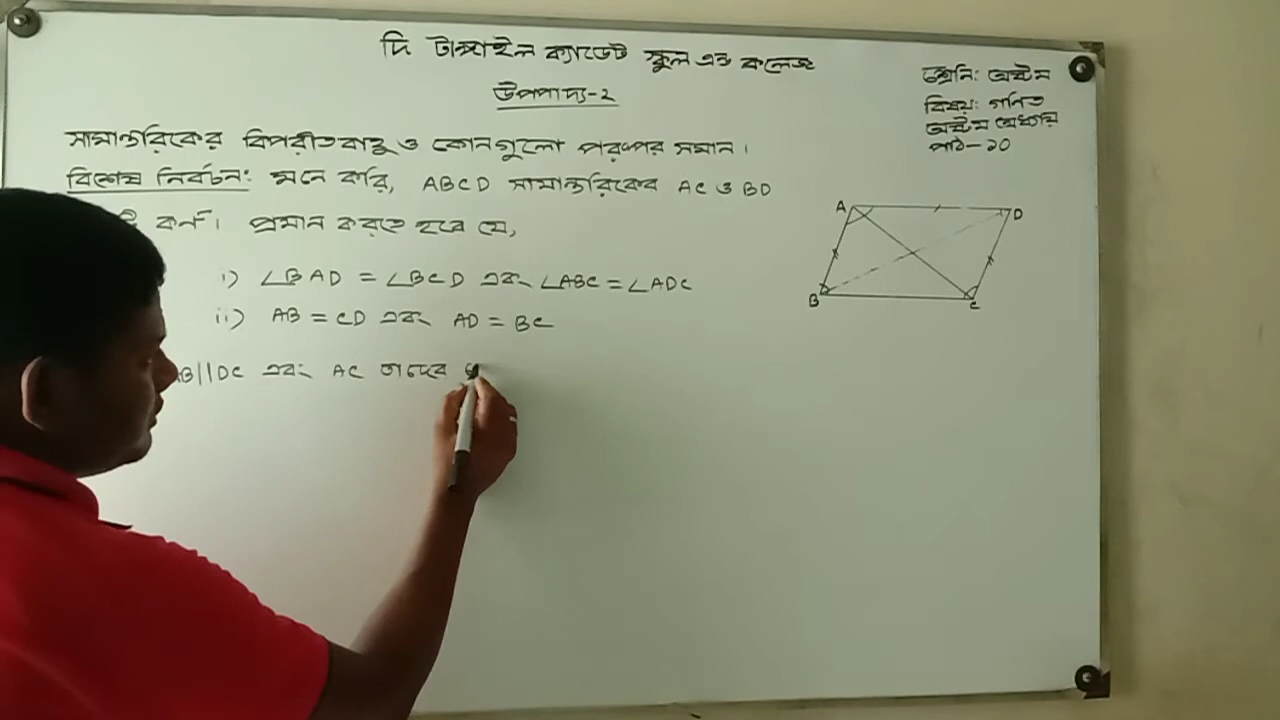 দি টাঙ্গাইল ক্যাডেট স্কুল এন্ড কলেজ
উপপাদ্য-২
শ্রেনি: অষ্টম
বিষয়: গনিত
অষ্টম অধ্যায়
পাঠ-১০
সামান্তরিকের বিপরীত বাহু ও কোনগুলো পরস্পর সমান।
বিশেষ নির্বচন: মনে করি, ABCD সামান্তরিকের AC ও BD
কর্ন। প্রমান করতে হবে যে,
i) ∠BAD = ∠BCD এবং ∠ABC = ∠ADC
ii) AB = CD এবং AD = BC
AB||DC এবং AC তাদের
A
D
B
C